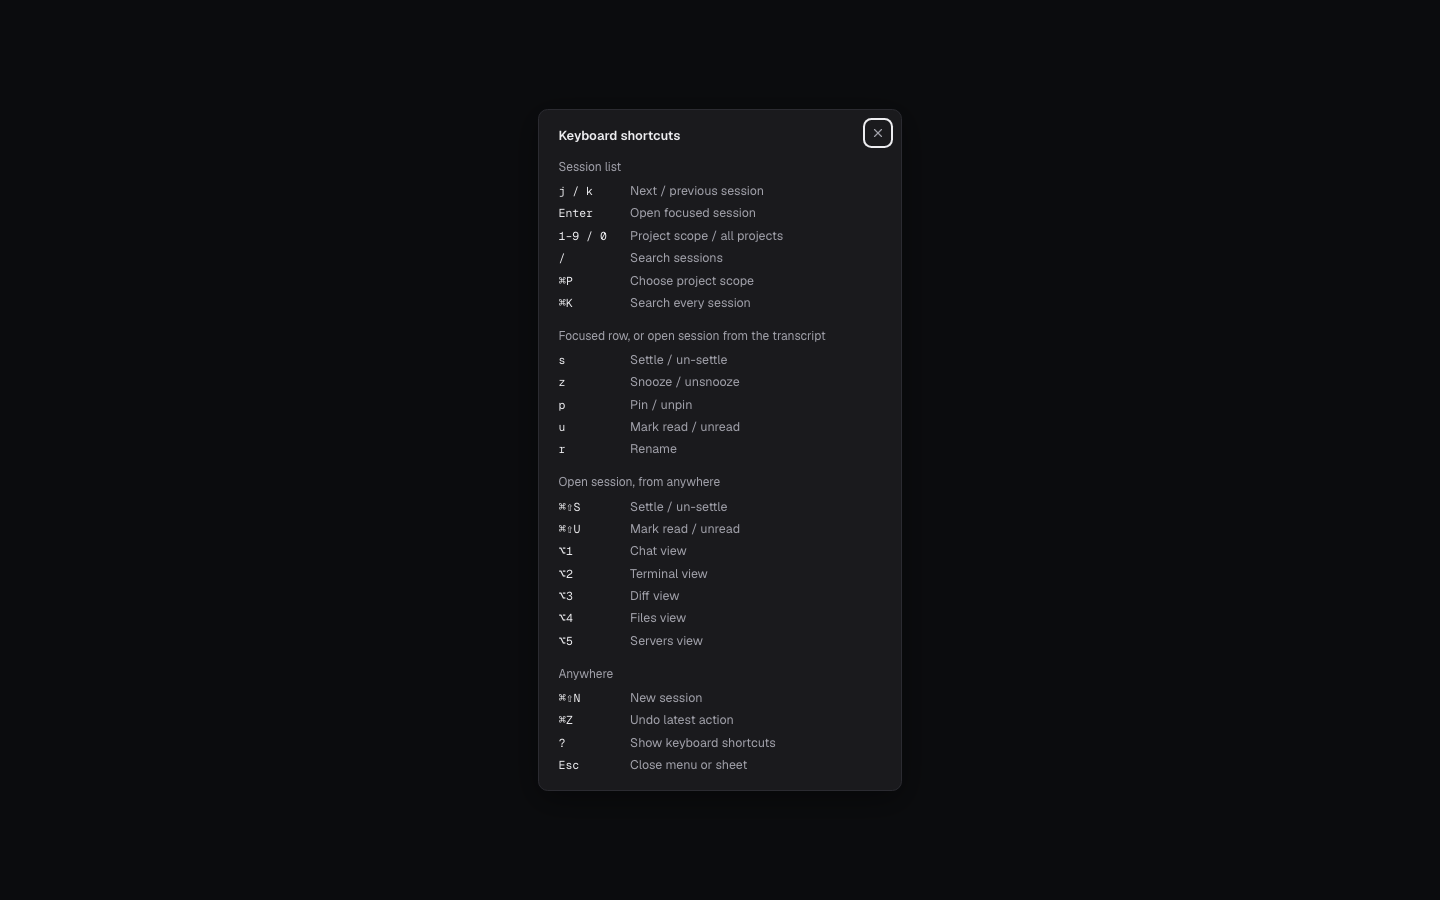 Keyboard shortcuts
Session list
j / k Next / previous session
Enter Open focused session
1-9 / 0 Project scope / all projects
/ Search sessions
⌘P Choose project scope
⌘K Search every session
Focused row, or open session from the transcript
s Settle / un-settle
z Snooze / unsnooze
p Pin / unpin
u Mark read / unread
r Rename
Open session, from anywhere
⌘⇧S Settle / un-settle
⌘⇧U Mark read / unread
⌥1 Chat view
⌥2 Terminal view
⌥3 Diff view
⌥4 Files view
⌥5 Servers view
Anywhere
⌘⇧N New session
⌘Z Undo latest action
? Show keyboard shortcuts
Esc Close menu or sheet